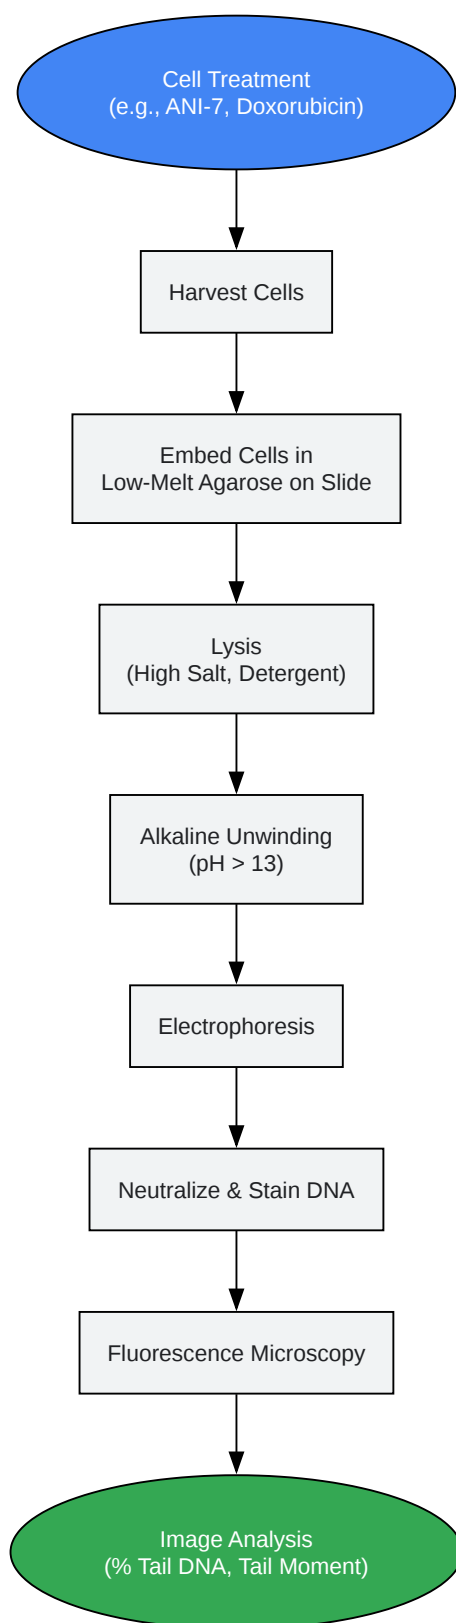 Cell Treatment
(e.g., ANI-7, Doxorubicin)
Harvest Cells
Embed Cells in
Low-Melt Agarose on Slide
Lysis
(High Salt, Detergent)
Alkaline Unwinding
(pH > 13)
Electrophoresis
Neutralize & Stain DNA
Fluorescence Microscopy
Image Analysis
(% Tail DNA, Tail Moment)